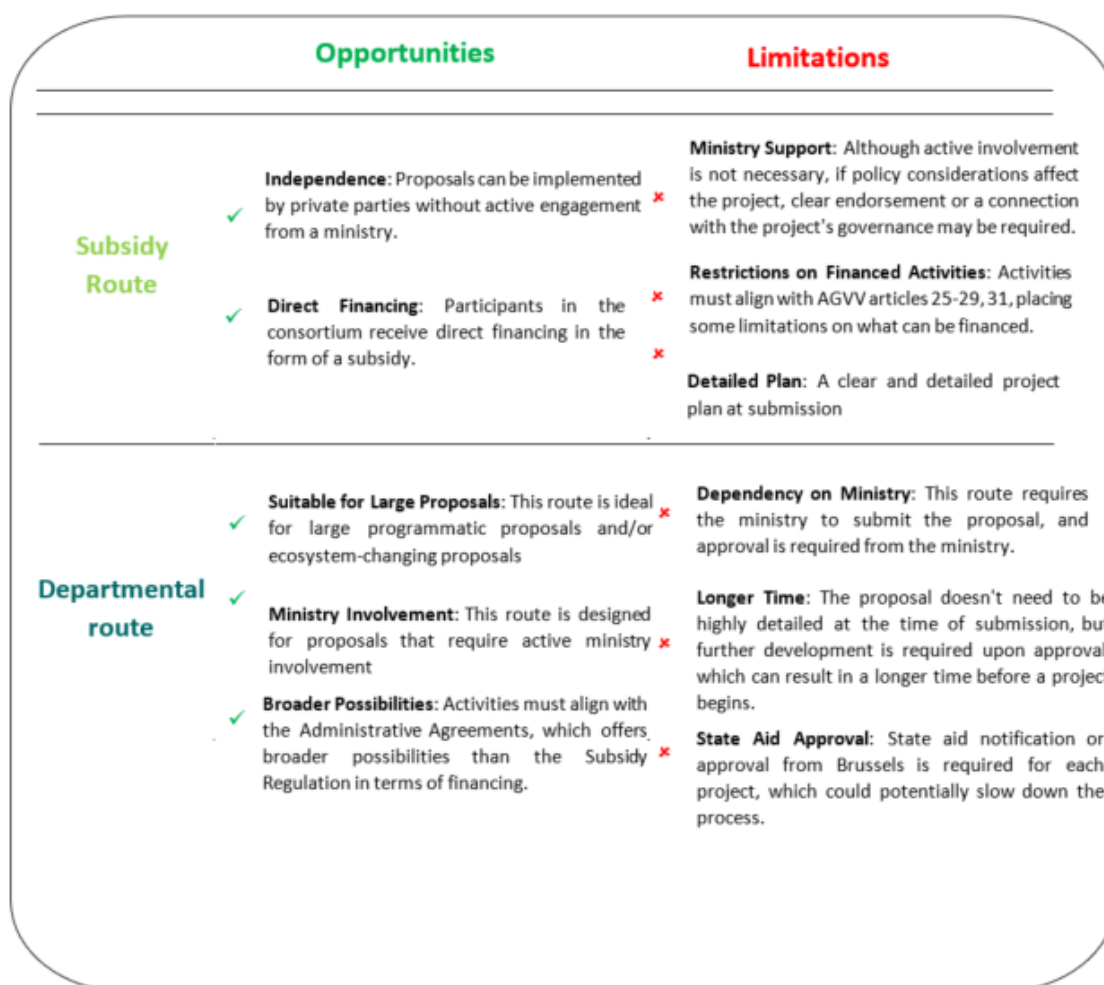 Opportunities
Limitations
Subsidy
Route
Independence: Proposals can be implemented
by private parties without active engagement
from a ministry.
Direct Financing: Participants in the
consortium receive direct financing in the
form of a subsidy.
Ministry Support: Although active involvement
is not necessary, if policy considerations affect
the project, clear endorsement or a connection
with the project's governance may be required.
Restrictions on Financed Activities: Activities
must align with AGVV articles 25-29, 31, placing
some limitations on what can be financed.
Detailed Plan: A clear and detailed project
plan at submission
Departmental
route
Suitable for Large Proposals: This route is ideal
for large programmatic proposals and/or
ecosystem-changing proposals
Ministry Involvement: This route is designed
for proposals that require active ministry
involvement
Broader Possibilities: Activities must align with
the Administrative Agreements, which offers
broader possibilities than the Subsidy
Regulation in terms of financing.
Dependency on Ministry: This route requires
the ministry to submit the proposal, and
approval is required from the ministry.
Longer Time: The proposal doesn't need to be
highly detailed at the time of submission, but
further development is required upon approval,
which can result in a longer time before a project
begins.
State Aid Approval: State aid notification or
approval from Brussels is required for each
project, which could potentially slow down the
process.